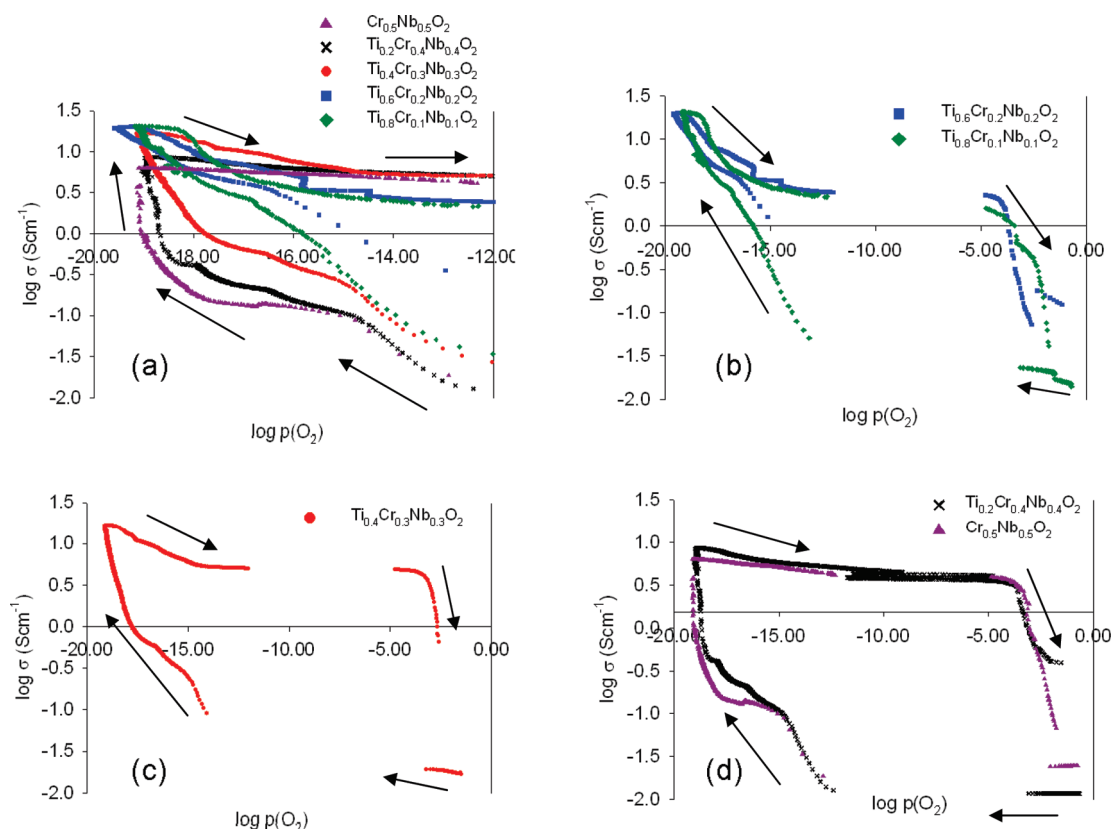 Cr0.5Nb0.5O2
Ti0.2Cr0.4Nb0.4O2
Ti0.4Cr0.3Nb0.3O2
Ti0.6Cr0.2Nb0.2O2
Ti0.8Cr0.1Nb0.1O2
1.5
1.0
0.5
0.0
-0.5
-1.0
-1.5
-2.0
log σ (Scm⁻¹)
-20.00 -18.00 -16.00 -14.00 -12.00
(a)
log p(O2)
Ti0.6Cr0.2Nb0.2O2
Ti0.8Cr0.1Nb0.1O2
1.5
1.0
0.5
0.0
-0.5
-1.0
-1.5
-2.0
log σ (Scm⁻¹)
-20.00 -15.00 -10.00 -5.00 0.00
(b)
log p(O2)
Ti0.4Cr0.3Nb0.3O2
1.5
1.0
0.5
0.0
-0.5
-1.0
-1.5
-2.0
log σ (Scm⁻¹)
-20.00 -15.00 -10.00 -5.00 0.00
(c)
log p(O2)
Ti0.2Cr0.4Nb0.4O2
Cr0.5Nb0.5O2
1.5
1.0
0.5
0.0
-0.5
-1.0
-1.5
-2.0
log σ (Scm⁻¹)
-20.00 -15.00 -10.00 -5.00 0.00
(d)
log p(O2)